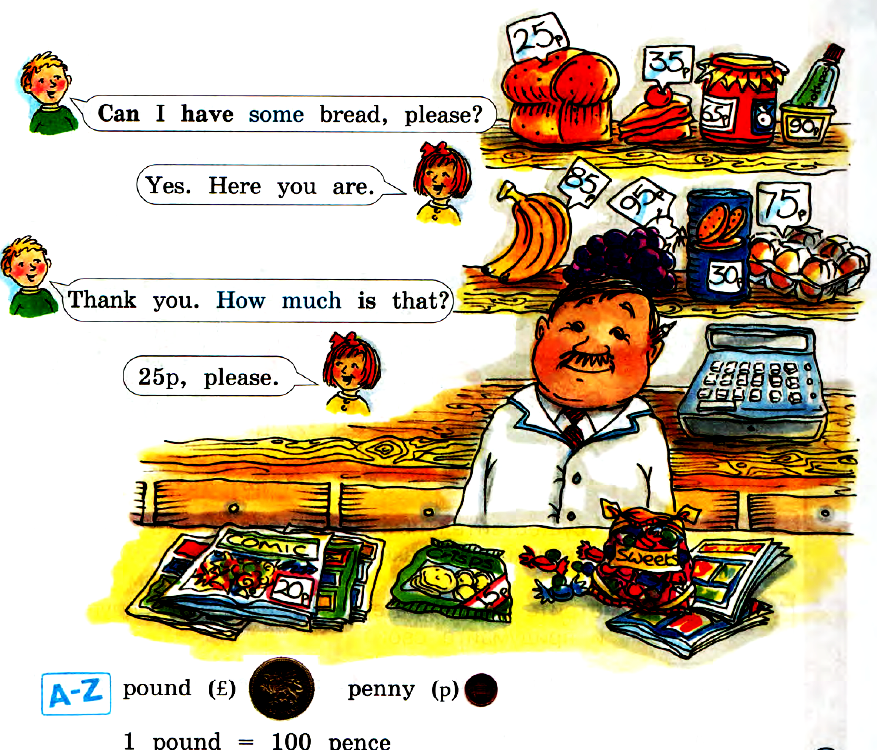 25p
35p
65p
90p
Can I have some bread, please?
Yes. Here you are.
85p
75p
30p
Thank you. How much is that?
25p, please.
COMIC
20p
Sweets
A-Z pound (£) penny (p)
1 pound = 100 pence